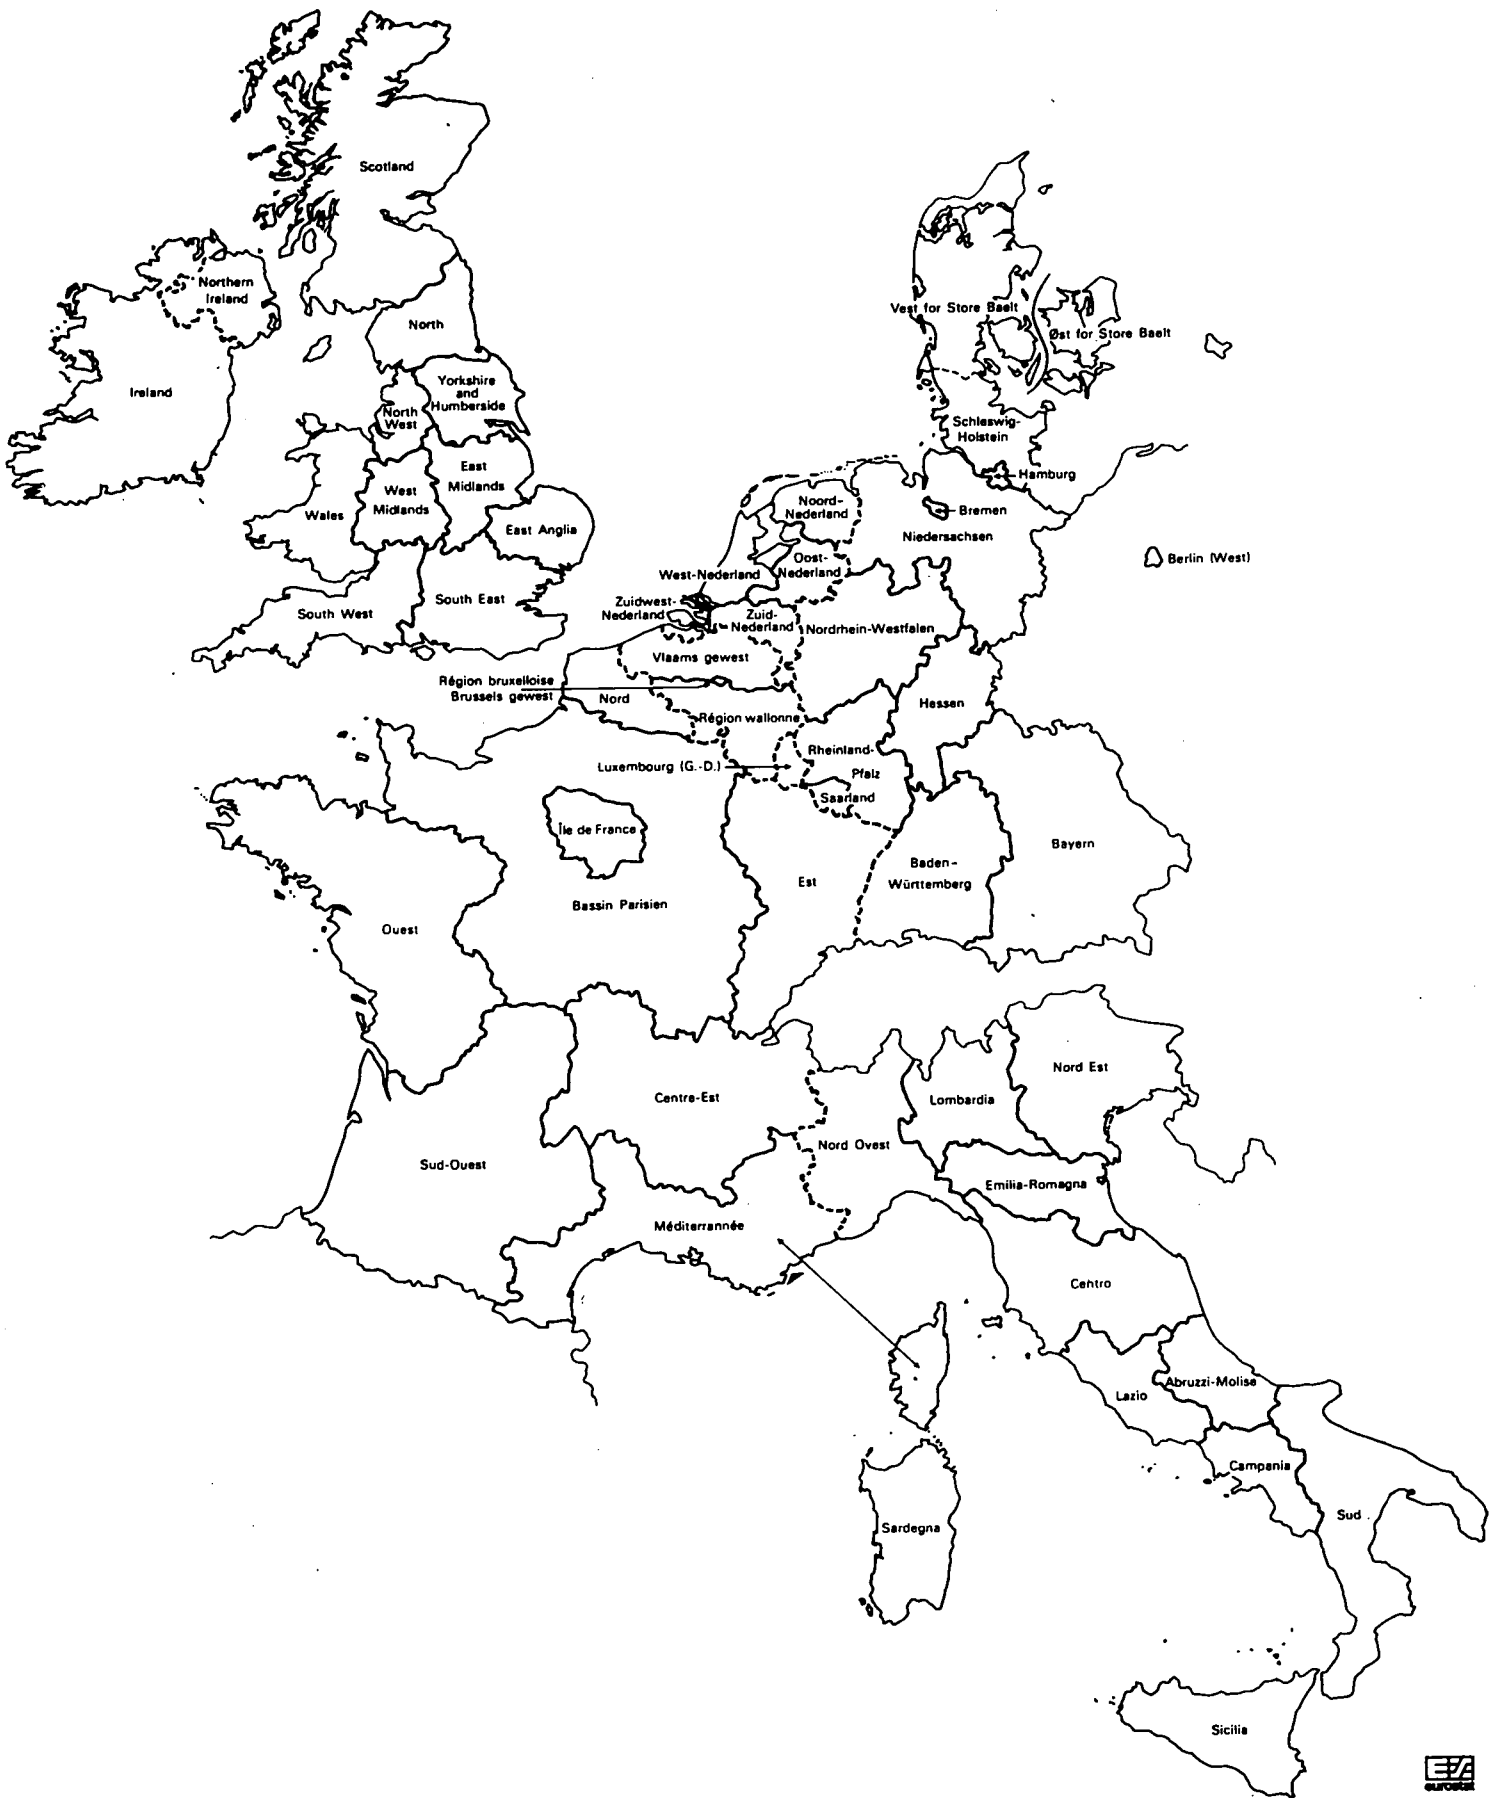 Scotland
Northern
Ireland
North
Vest for Store Baelt
Øst for Store Baelt
Ireland
Yorkshire
and
Humberside
North
West
Schleswig-
Holstein
East
Midlands
Hamburg
West
Midlands
Wales
East Anglia
Noord-
Nederland
Bremen
Niedersachsen
Berlin (West)
Oost-
Nederland
West-Nederland
South West
South East
Zuidwest-
Nederland
Zuid-
Nederland
Nordrhein-Westfalen
Vlaams gewest
Région bruxelloise
Brussels gewest
Nord
Région wallonne
Hessen
Rheinland-
Pfalz
Luxembourg (G.-D.)
Saarland
Île de France
Bayern
Baden-
Württemberg
Est
Bassin Parisien
Ouest
Nord Est
Centre-Est
Lombardia
Nord Ovest
Sud-Ouest
Emilia-Romagna
Méditerrannée
Centro
Lazio
Abruzzi-Molise
Campania
Sud
Sardegna
Sicilia
eurostat